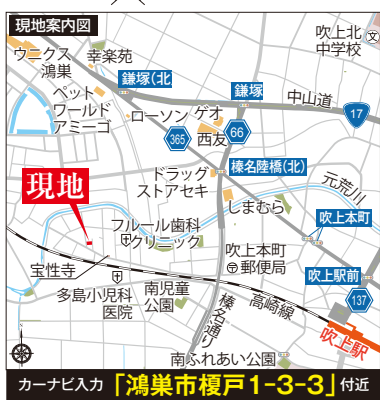 現地案内図
吹上北
中学校
ウニクス
鴻巣
幸楽苑
鎌塚(北)
鎌塚
中山道
17
ペット
ワールド
アミーゴ
ローソン
ゲオ
365
西友
66
ドラッグ
ストアセキ
榛名陸橋(北)
元荒川
現地
しまむら
吹上本町
フルール歯科
クリニック
吹上本町
郵便局
吹上駅前
宝性寺
137
多島小児科
医院
南児童
公園
榛名通り
高崎線
吹上駅
南ふれあい公園
カーナビ入力「鴻巣市榎戸1-3-3」付近